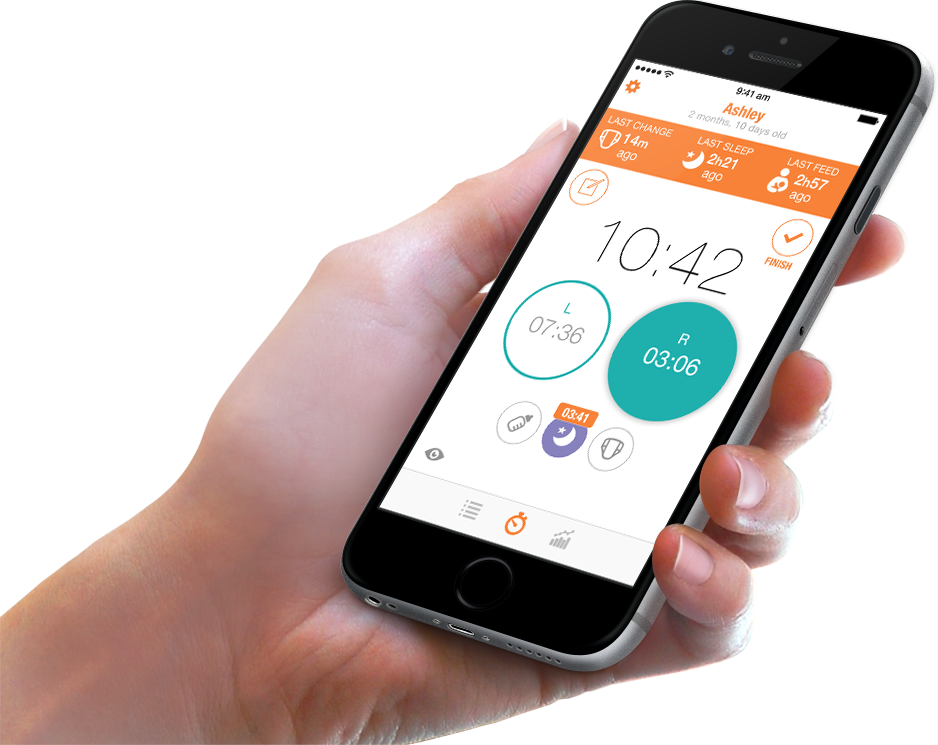 9:41 am
Ashley
2 months, 10 days old
LAST CHANGE
14m
ago
LAST SLEEP
2h21
ago
LAST FEED
2h57
ago
10:42
FINISH
L
07:36
R
03:06
03:41